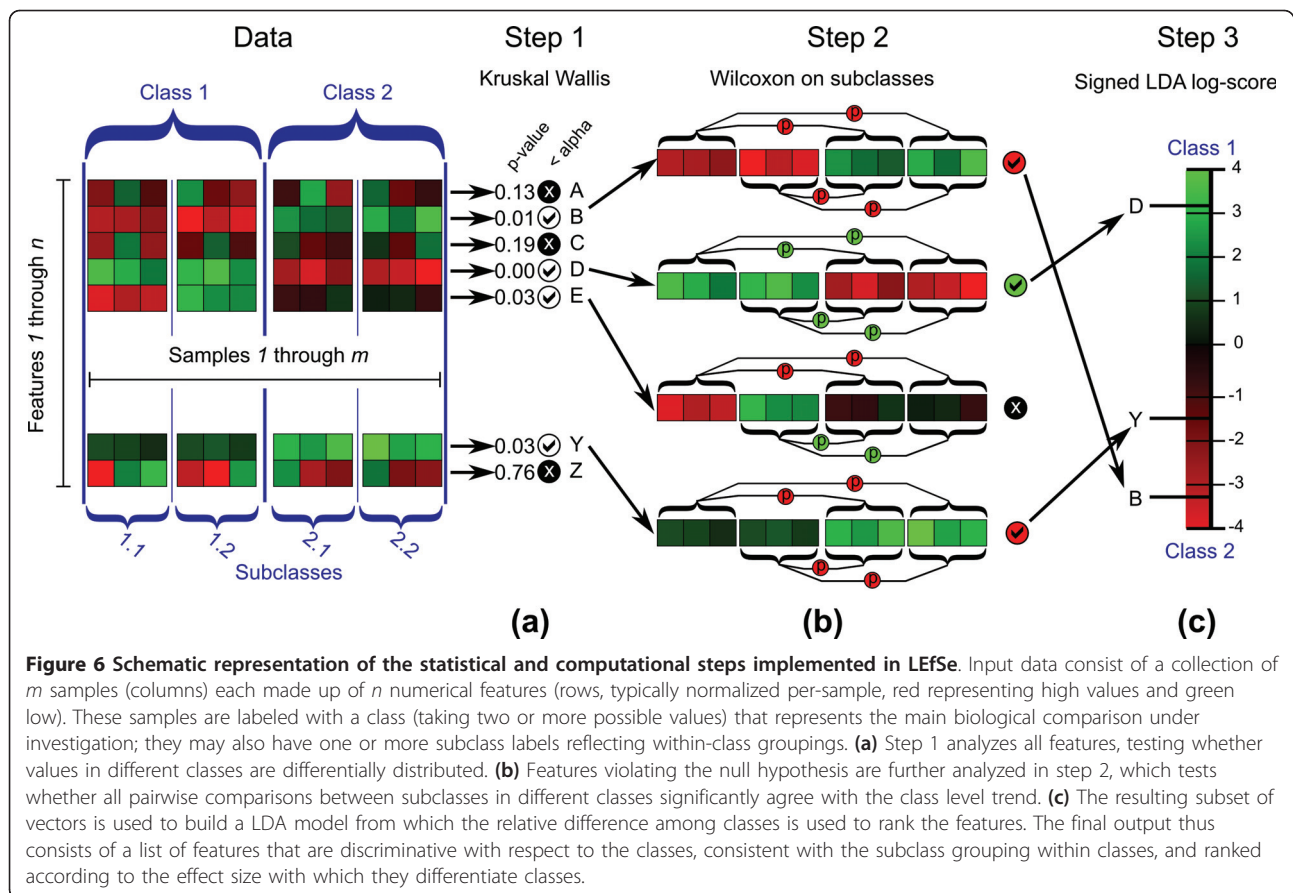 Data
Step 1
Step 2
Step 3
Kruskal Wallis
Wilcoxon on subclasses
Signed LDA log-score
Class 1
Class 2
p-value
< alpha
Class 1
4
3
2
1
0
-1
-2
-3
-4
Class 2
D
Y
B
0.13 X A
0.01 B
0.19 X C
0.00 D
0.03 E
0.03 Y
0.76 X Z
Features 1 through n
Samples 1 through m
1.1
1.2
2.1
2.2
Subclasses
p
p
p
p
p
p
p
p
p
p
p
p
X
p
p
p
p
(a)
(b)
(c)
Figure 6 Schematic representation of the statistical and computational steps implemented in LEfSe. Input data consist of a collection of
m samples (columns) each made up of n numerical features (rows, typically normalized per-sample, red representing high values and green
low). These samples are labeled with a class (taking two or more possible values) that represents the main biological comparison under
investigation; they may also have one or more subclass labels reflecting within-class groupings. (a) Step 1 analyzes all features, testing whether
values in different classes are differentially distributed. (b) Features violating the null hypothesis are further analyzed in step 2, which tests
whether all pairwise comparisons between subclasses in different classes significantly agree with the class level trend. (c) The resulting subset of
vectors is used to build a LDA model from which the relative difference among classes is used to rank the features. The final output thus
consists of a list of features that are discriminative with respect to the classes, consistent with the subclass grouping within classes, and ranked
according to the effect size with which they differentiate classes.